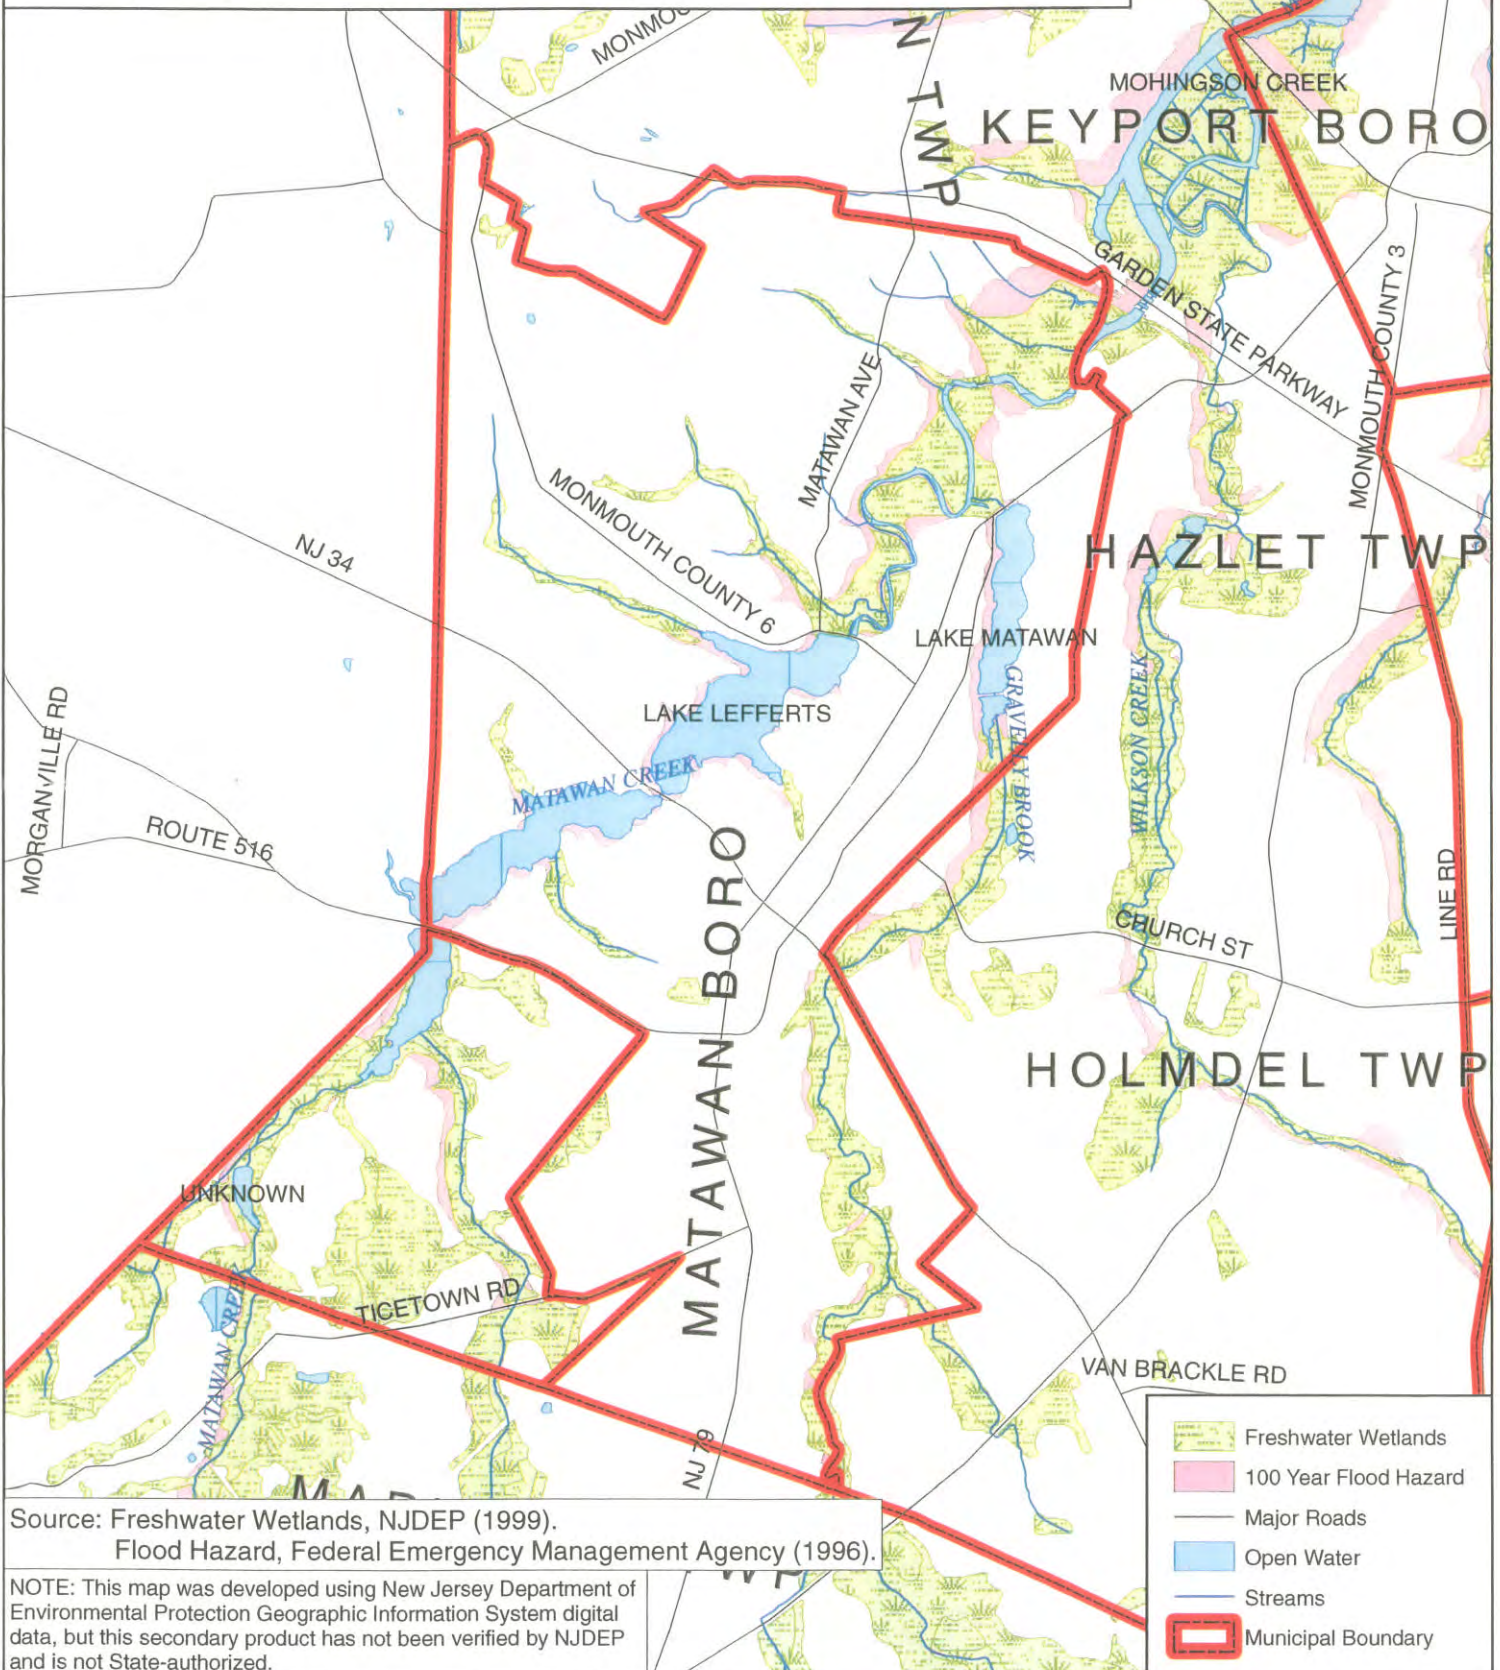 MOHINGSON CREEK
KEYPORT BORO
TWP
GARDEN STATE PARKWAY
MONMOUTH COUNTY 3
MATAWAN AVE
MONMOUTH COUNTY 6
NJ 34
HAZLET TWP
LAKE MATAWAN
LAKE LEFFERTS
GRAVELLY BROOK
WILKSON CREEK
MATAWAN CREEK
MORGANVILLE RD
ROUTE 516
LINE RD
CHURCH ST
MATAWAN BORO
HOLMDEL TWP
UNKNOWN
TICETOWN RD
MATAWAN CREEK
VAN BRACKLE RD
NJ 79
Freshwater Wetlands
100 Year Flood Hazard
Major Roads
Open Water
Streams
Municipal Boundary
Source: Freshwater Wetlands, NJDEP (1999).
Flood Hazard, Federal Emergency Management Agency (1996).
NOTE: This map was developed using New Jersey Department of
Environmental Protection Geographic Information System digital
data, but this secondary product has not been verified by NJDEP
and is not State-authorized.